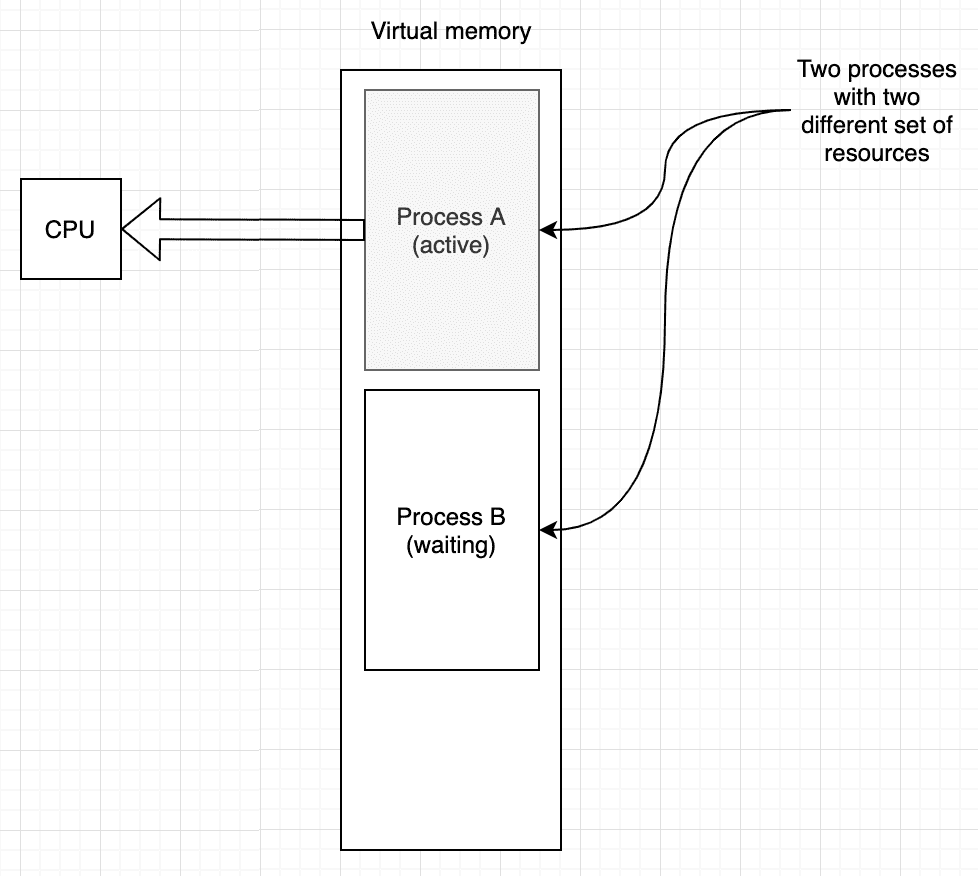 Virtual memory
Two processes
with two
different set of
resources
CPU
Process A
(active)
Process B
(waiting)